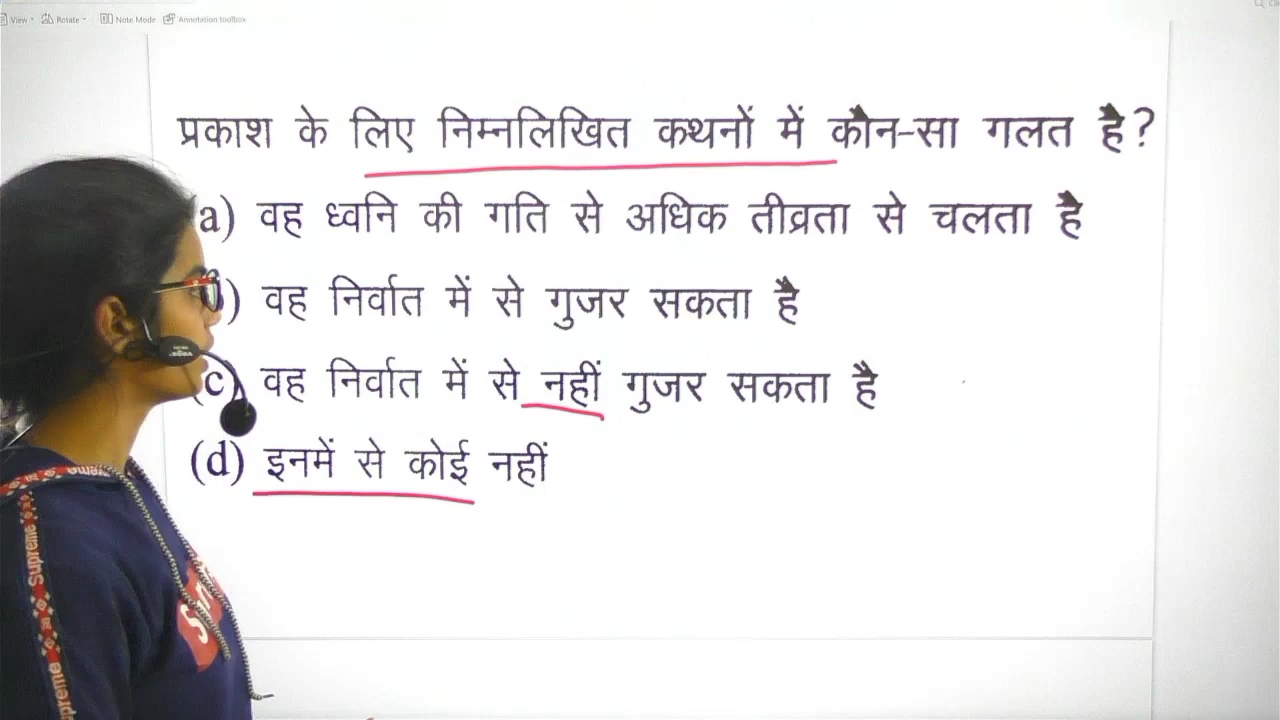 View Rotate Note Mode Annotation toolbox
प्रकाश के लिए निम्नलिखित कथनों में कौन-सा गलत है?
a) वह ध्वनि की गति से अधिक तीव्रता से चलता है
) वह निर्वात में से गुजर सकता है
(c) वह निर्वात में से नहीं गुजर सकता है
(d) इनमें से कोई नहीं
Supreme
preme